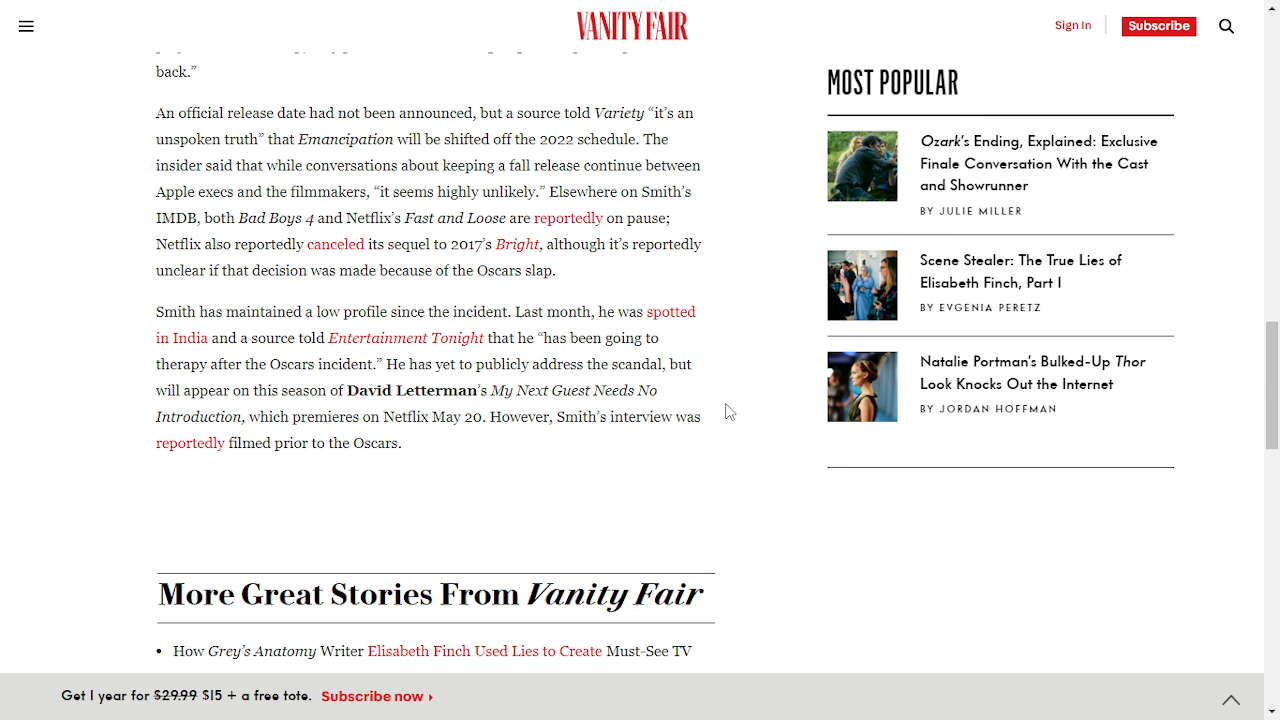 VANITY FAIR
Sign In
Subscribe
back.”
An official release date had not been announced, but a source told Variety “it’s an
unspoken truth” that Emancipation will be shifted off the 2022 schedule. The
insider said that while conversations about keeping a fall release continue between
Apple execs and the filmmakers, “it seems highly unlikely.” Elsewhere on Smith’s
IMDB, both Bad Boys 4 and Netflix’s Fast and Loose are reportedly on pause;
Netflix also reportedly canceled its sequel to 2017’s Bright, although it’s reportedly
unclear if that decision was made because of the Oscars slap.
Smith has maintained a low profile since the incident. Last month, he was spotted
in India and a source told Entertainment Tonight that he “has been going to
therapy after the Oscars incident.” He has yet to publicly address the scandal, but
will appear on this season of David Letterman’s My Next Guest Needs No
Introduction, which premieres on Netflix May 20. However, Smith’s interview was
reportedly filmed prior to the Oscars.
More Great Stories From Vanity Fair
• How Grey’s Anatomy Writer Elisabeth Finch Used Lies to Create Must-See TV
MOST POPULAR
Ozark’s Ending, Explained: Exclusive
Finale Conversation With the Cast
and Showrunner
BY JULIE MILLER
Scene Stealer: The True Lies of
Elisabeth Finch, Part I
BY EVGENIA PERETZ
Natalie Portman’s Bulked-Up Thor
Look Knocks Out the Internet
BY JORDAN HOFFMAN
Get 1 year for $29.99 $15 + a free tote. Subscribe now